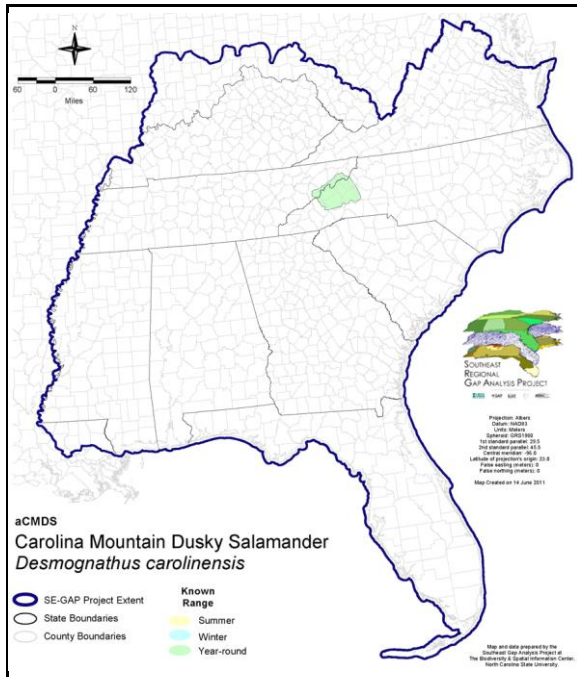 N
60 0 60 120
Miles
SOUTHEAST
REGIONAL
GAP ANALYSIS PROJECT
Projection: Albers
Datum: NAD83
Units: Meters
Spheroid: GRS1980
1st standard parallel: 29.5
2nd standard parallel: 45.5
Central meridian: -96.0
Latitude of projection's origin: 23.0
False easting (meters): 0
False northing (meters): 0
Map Created on 14 June 2011
aCMDS
Carolina Mountain Dusky Salamander
Desmognathus carolinensis
SE-GAP Project Extent
State Boundaries
County Boundaries
Known
Range
Summer
Winter
Year-round
Map and data prepared by the
Southeast Gap Analysis Project at
The Biodiversity & Spatial Information Center,
North Carolina State University.